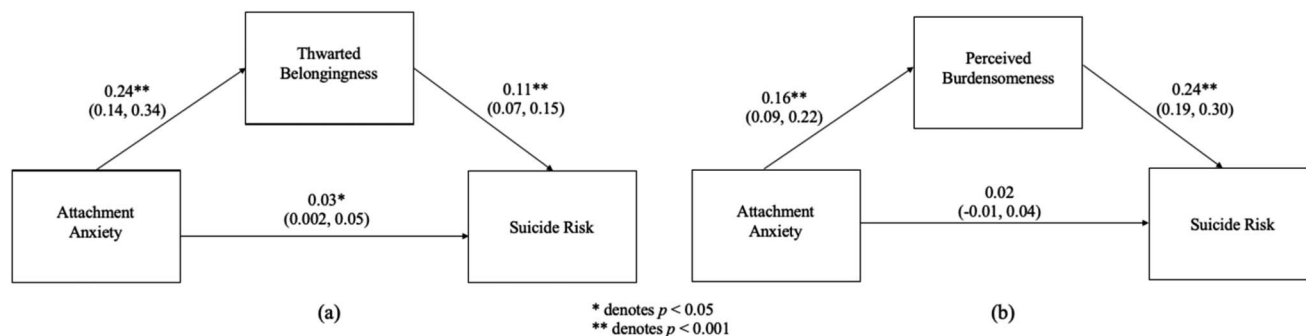 Thwarted
Belongingness
0.24**
(0.14, 0.34)
0.11**
(0.07, 0.15)
Attachment
Anxiety
0.03*
(0.002, 0.05)
Suicide Risk
(a)
Perceived
Burdensomeness
0.16**
(0.09, 0.22)
0.24**
(0.19, 0.30)
Attachment
Anxiety
0.02
(-0.01, 0.04)
Suicide Risk
(b)
* denotes p < 0.05
** denotes p < 0.001